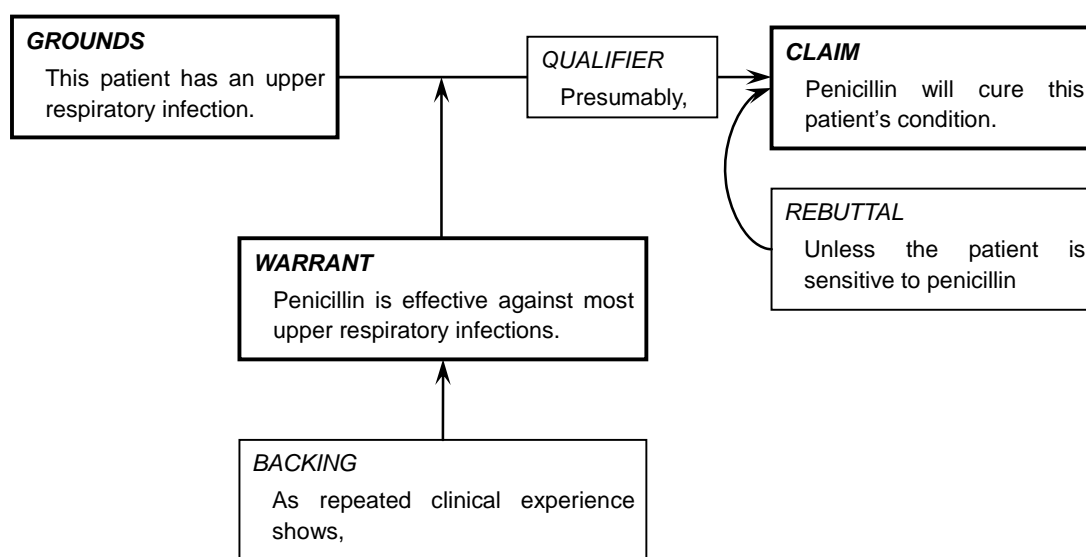 GROUNDS
This patient has an upper
respiratory infection.
QUALIFIER
Presumably,
CLAIM
Penicillin will cure this
patient's condition.
REBUTTAL
Unless the patient is
sensitive to penicillin
WARRANT
Penicillin is effective against most
upper respiratory infections.
BACKING
As repeated clinical experience
shows,